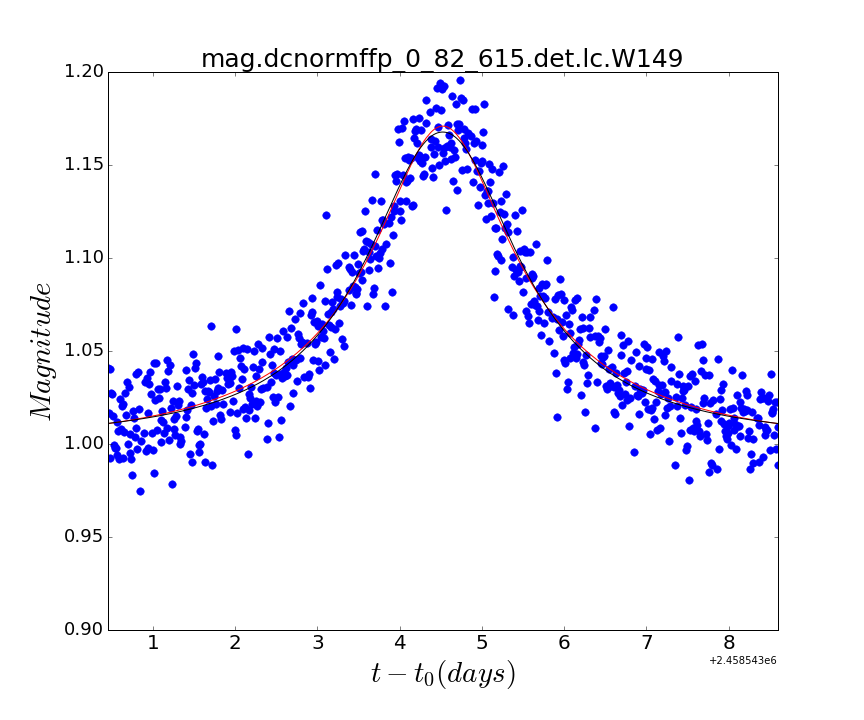 mag.dcnormffp_0_82_615.det.lc.W149
1.20
1.15
1.10
1.05
1.00
0.95
0.90
Magnitude
1 2 3 4 5 6 7 8
+2.458543e6
t − t₀(days)